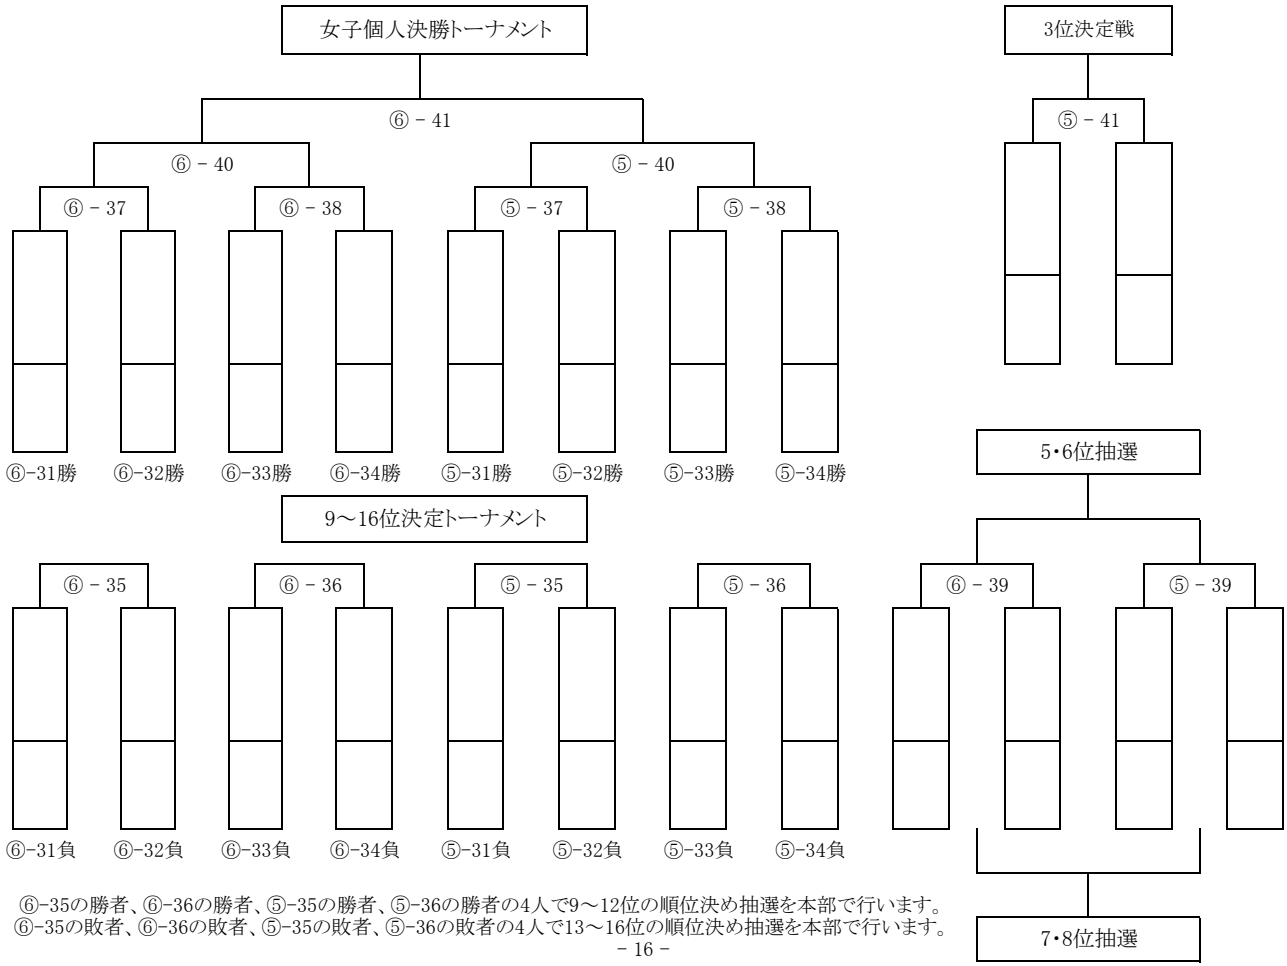 女子個人決勝トーナメント
3位決定戦
⑥－41
⑤－41
⑥－40
⑤－40
⑥－37
⑥－38
⑤－37
⑤－38
⑥-31勝
⑥-32勝
⑥-33勝
⑥-34勝
⑤-31勝
⑤-32勝
⑤-33勝
⑤-34勝
5・6位抽選
9～16位決定トーナメント
⑥－35
⑥－36
⑤－35
⑤－36
⑥－39
⑤－39
⑥-31負
⑥-32負
⑥-33負
⑥-34負
⑤-31負
⑤-32負
⑤-33負
⑤-34負
⑥-35の勝者、⑥-36の勝者、⑤-35の勝者、⑤-36の勝者の4人で9～12位の順位決め抽選を本部で行います。
⑥-35の敗者、⑥-36の敗者、⑤-35の敗者、⑤-36の敗者の4人で13～16位の順位決め抽選を本部で行います。
7・8位抽選
－16－